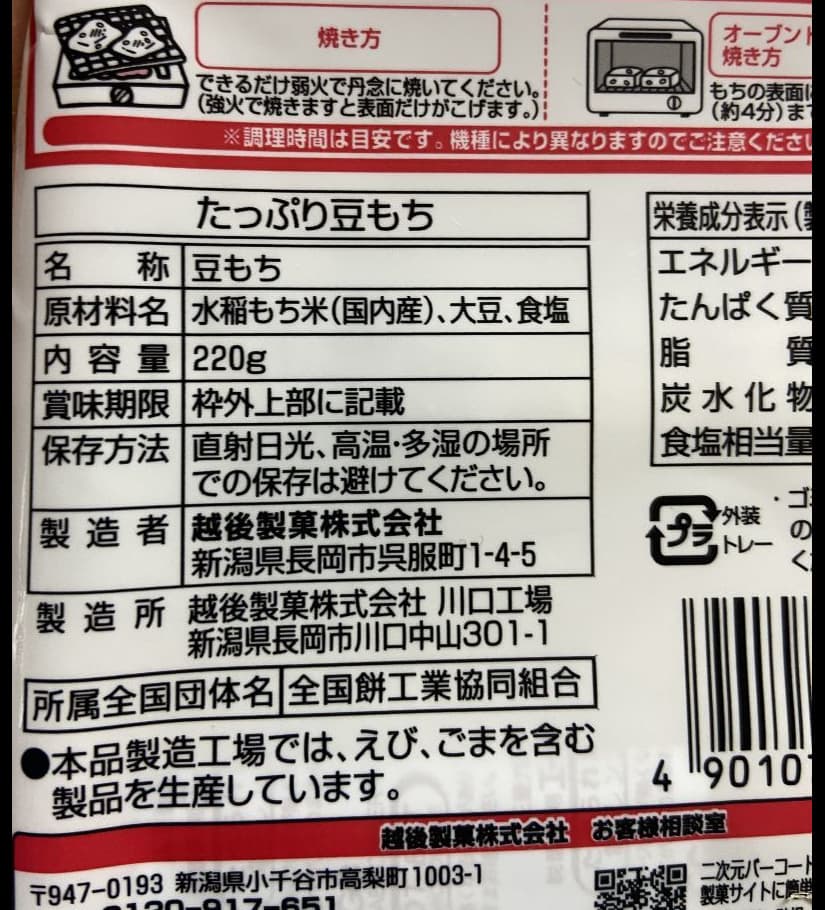 焼き方
できるだけ弱火で丹念に焼いてください。
(強火で焼きますと表面だけがこげます。)
オーブン
焼き方
もちの表面
(約4分)ま
※調理時間は目安です。機種により異なりますのでご注意くださ
たっぷり豆もち
名称 豆もち
原材料名 水稲もち米(国内産)、大豆、食塩
内容量 220g
賞味期限 枠外上部に記載
保存方法 直射日光、高温・多湿の場所
での保存は避けてください。
製造者 越後製菓株式会社
新潟県長岡市呉服町1-4-5
製造所 越後製菓株式会社 川口工場
新潟県長岡市川口中山301-1
所属全国団体名 全国餅工業協同組合
●本品製造工場では、えび、ごまを含む
製品を生産しています。
栄養成分表示(
エネルギー
たんぱく質
脂質
炭水化物
食塩相当量
プラ
外装
トレー
・ゴ
の
く
4 90107
越後製菓株式会社 お客様相談室
〒947-0193 新潟県小千谷市高梨町1003-1
0120-917-651
二次元バーコー
製菓サイトに簡単